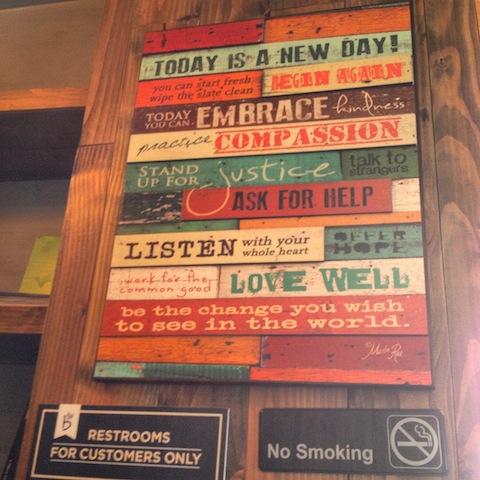 TODAY IS A NEW DAY!
you can start fresh
wipe the slate clean
BEGIN AGAIN
TODAY
YOU CAN
EMBRACE kindness
practice COMPASSION
STAND
UP FOR
justice
talk to
strangurs
ASK FOR HELP
LISTEN with your
whole heart
OFFER
HOPE
work for the
common good
LOVE WELL
be the change you wish
to see in the world.
©Marla Rae
b
RESTROOMS
FOR CUSTOMERS ONLY
No Smoking